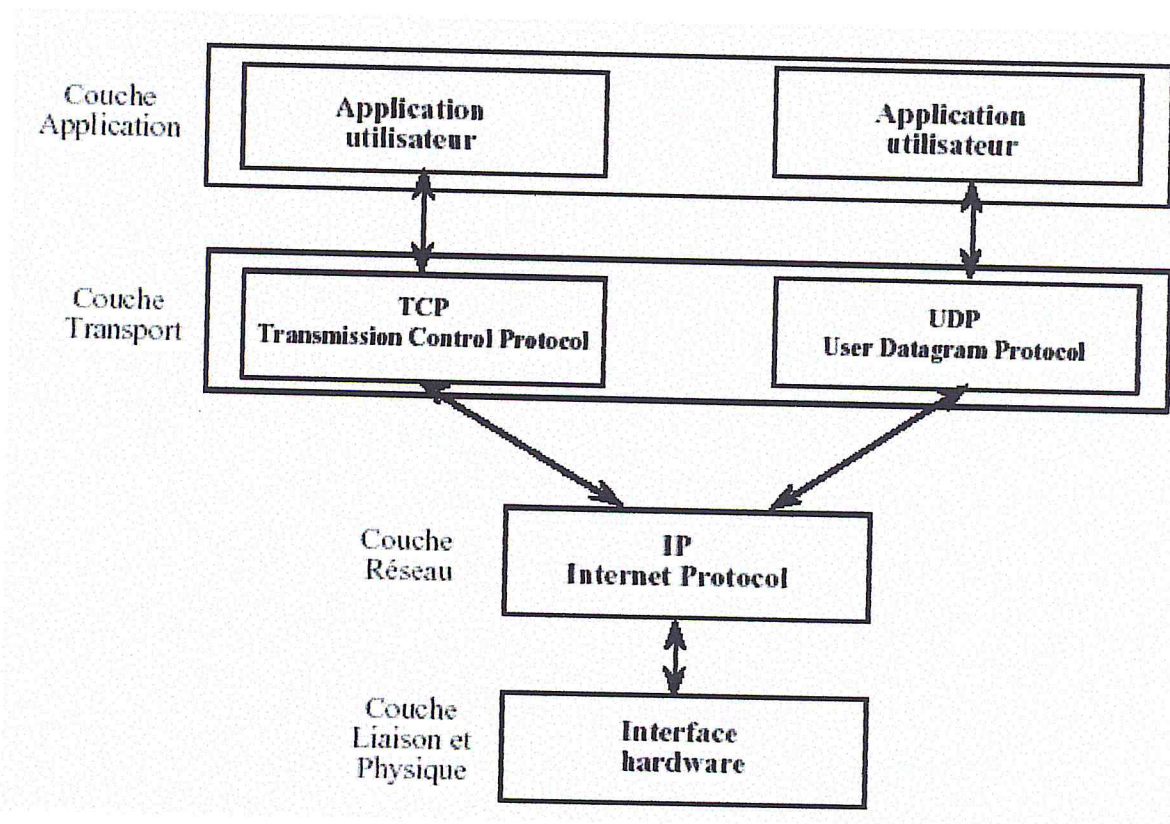 Couche
Application
Application
utilisateur
Application
utilisateur
Couche
Transport
TCP
Transmission Control Protocol
UDP
User Datagram Protocol
Couche
Réseau
IP
Internet Protocol
Couche
Liaison et
Physique
Interface
hardware